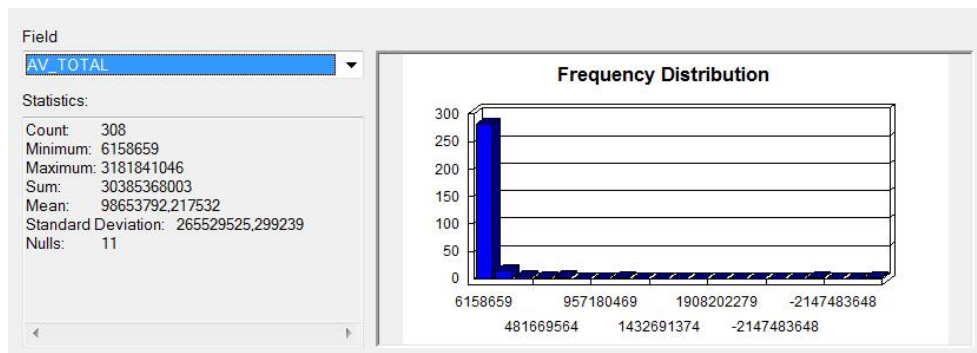 Field
AV_TOTAL
Statistics:
Count: 308
Minimum: 6158659
Maximum: 3181841046
Sum: 30385368003
Mean: 98653792,217532
Standard Deviation: 265529525,299239
Nulls: 11
Frequency Distribution
300
250
200
150
100
50
0
6158659 957180469 1908202279 -2147483648
481669564 1432691374 -2147483648